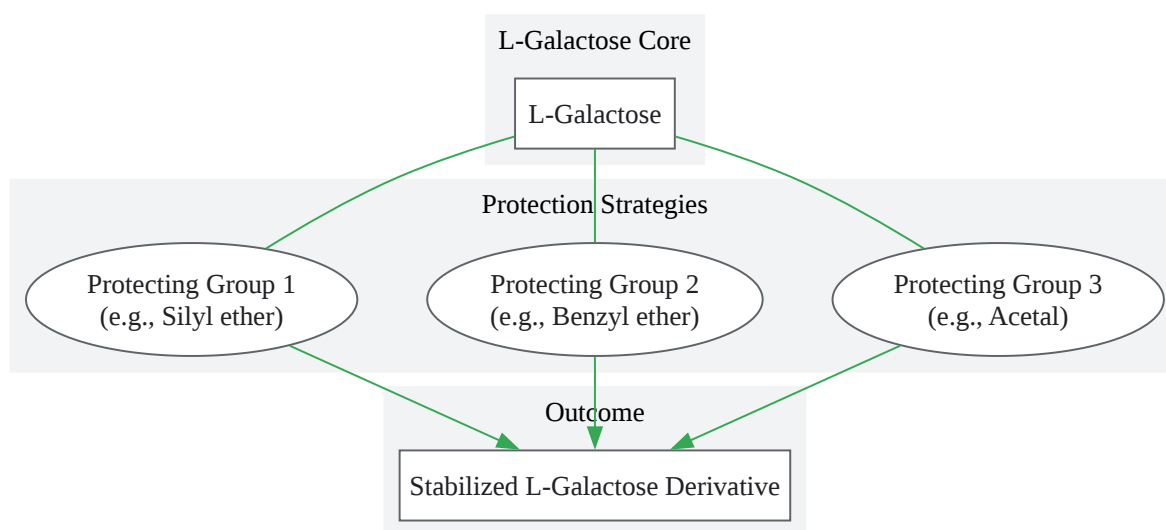 L-Galactose Core
L-Galactose
Protection Strategies
Protecting Group 1
(e.g., Silyl ether)
Protecting Group 2
(e.g., Benzyl ether)
Protecting Group 3
(e.g., Acetal)
Outcome
Stabilized L-Galactose Derivative